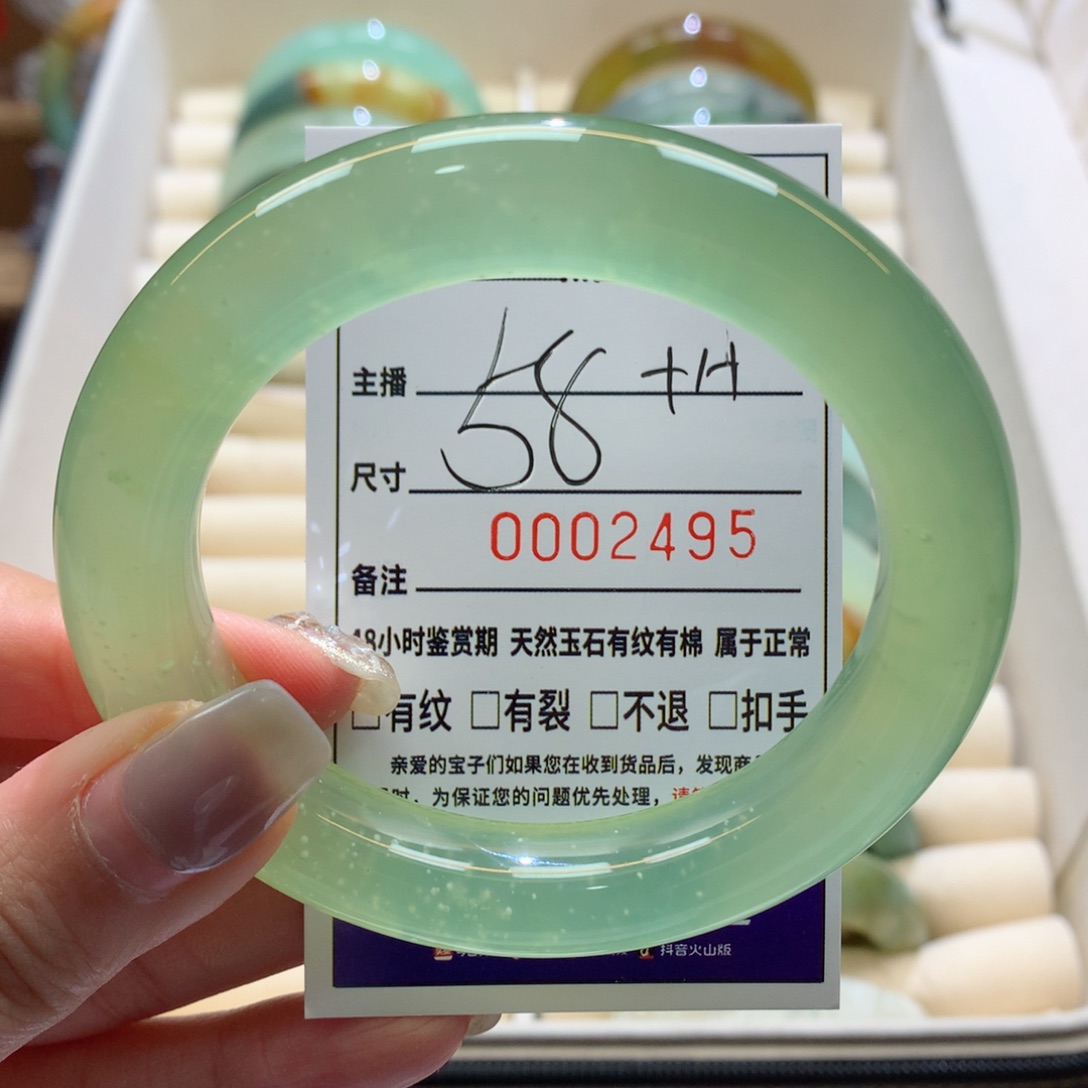 主播
58 +H
尺寸
0002495
备注
48小时鉴赏期 天然玉石有纹有棉 属于正常
□有纹 □有裂 □不退 □扣手
亲爱的宝子们如果您在收到货品后，发现商
时，为保证您的问题优先处理，请
抖音火山版